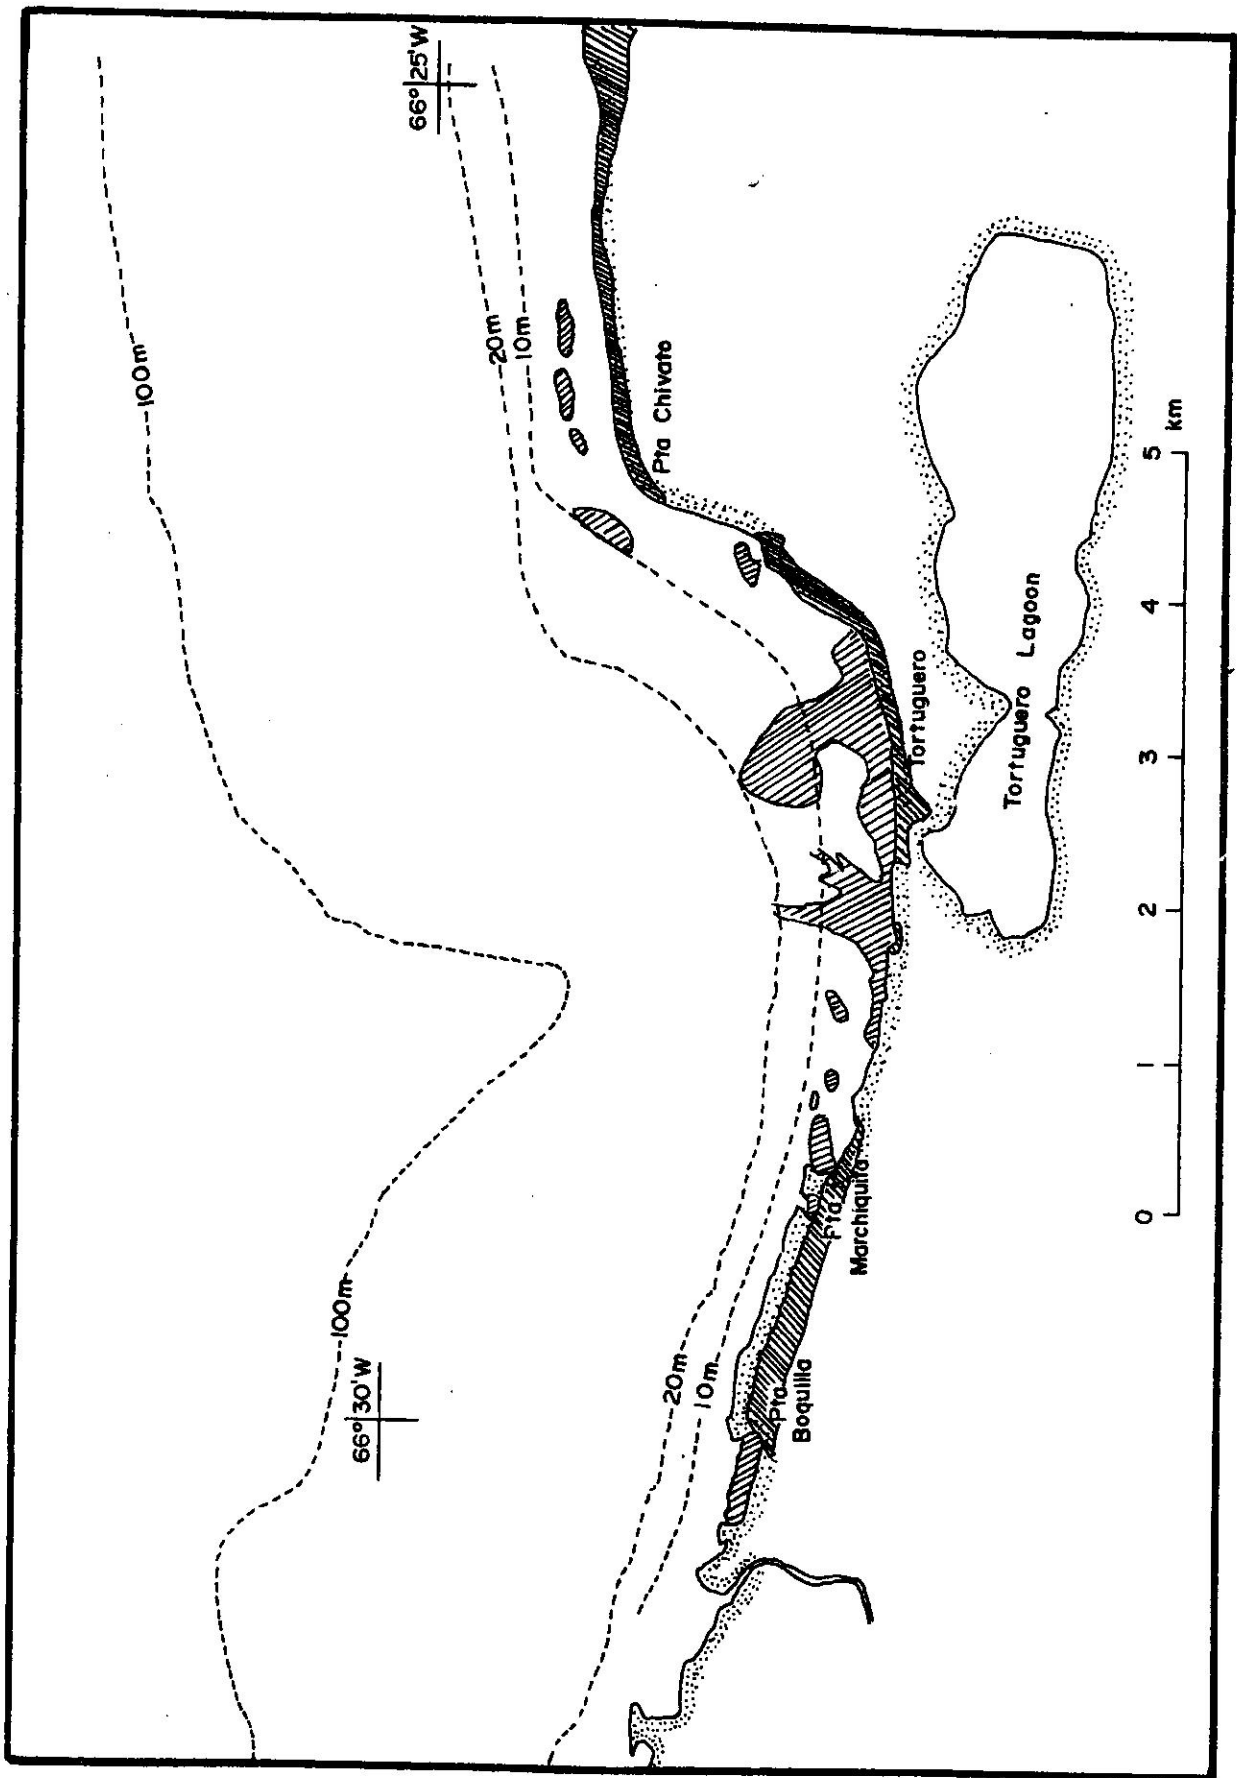 66° 25'W
100m
20m
10m
Pta Chivato
Tortuguero
Tortuguero Lagoon
100m
66° 30'W
20m
10m
Pta
Marchiquita
Pta
Boquilla
0 1 2 3 4 5
km